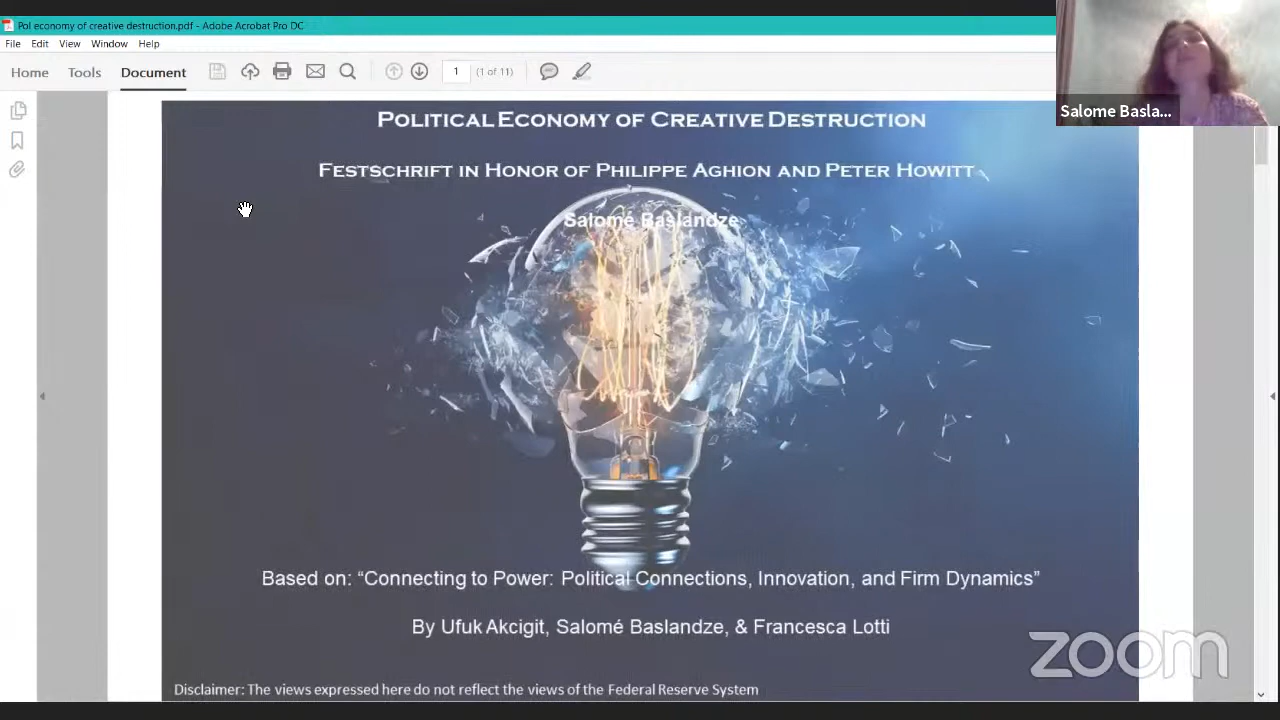 Pol economy of creative destruction.pdf - Adobe Acrobat Pro DC
File Edit View Window Help
Home Tools Document 1 (1 of 11)
Salome Basla...
POLITICAL ECONOMY OF CREATIVE DESTRUCTION
FESTSCHRIFT IN HONOR OF PHILIPPE AGHION AND PETER HOWITT
Salomé Baslandze
Based on: “Connecting to Power: Political Connections, Innovation, and Firm Dynamics”
By Ufuk Akcigit, Salomé Baslandze, & Francesca Lotti
zoom
Disclaimer: The views expressed here do not reflect the views of the Federal Reserve System